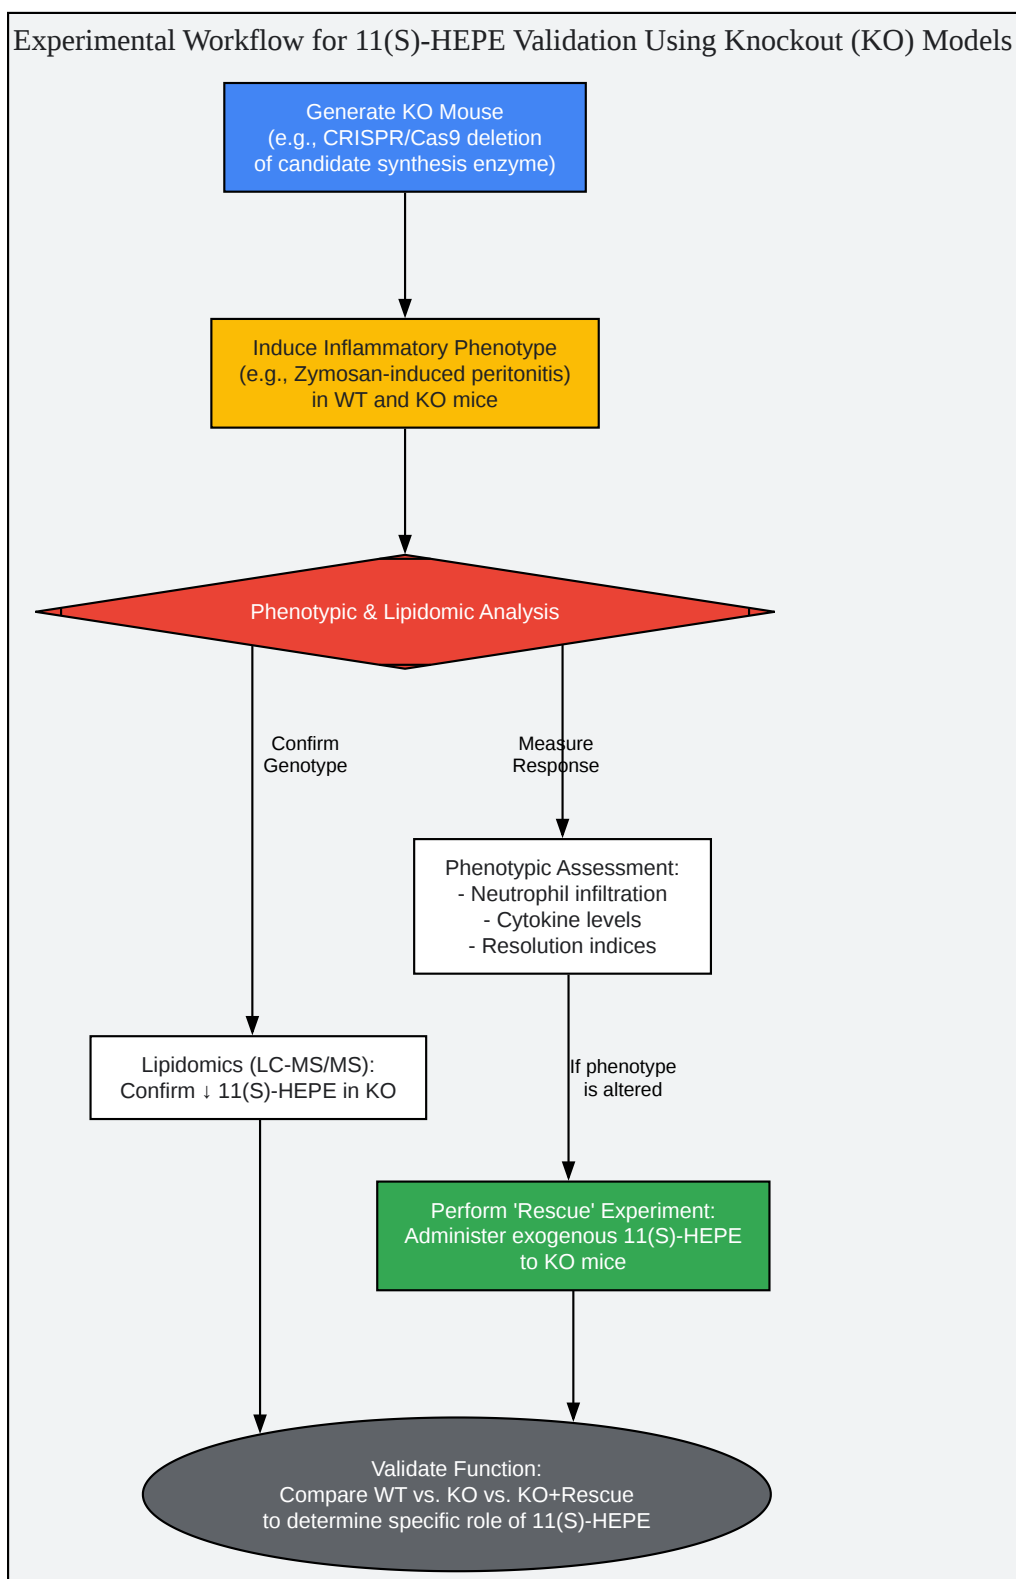 Experimental Workflow for 11(S)-HEPE Validation Using Knockout (KO) Models
Generate KO Mouse
(e.g., CRISPR/Cas9 deletion
of candidate synthesis enzyme)
Induce Inflammatory Phenotype
(e.g., Zymosan-induced peritonitis)
in WT and KO mice
Phenotypic & Lipidomic Analysis
Confirm
Genotype
Measure
Response
Phenotypic Assessment:
- Neutrophil infiltration
- Cytokine levels
- Resolution indices
Lipidomics (LC-MS/MS):
Confirm ↓ 11(S)-HEPE in KO
If phenotype
is altered
Perform 'Rescue' Experiment:
Administer exogenous 11(S)-HEPE
to KO mice
Validate Function:
Compare WT vs. KO vs. KO+Rescue
to determine specific role of 11(S)-HEPE